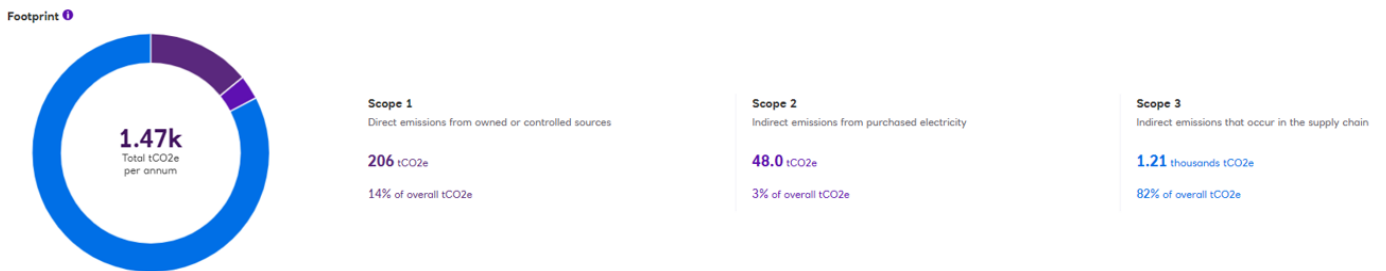 Footprint
1.47k
Total tCO2e
per annum
Scope 1
Direct emissions from owned or controlled sources
206 tCO2e
14% of overall tCO2e
Scope 2
Indirect emissions from purchased electricity
48.0 tCO2e
3% of overall tCO2e
Scope 3
Indirect emissions that occur in the supply chain
1.21 thousands tCO2e
82% of overall tCO2e